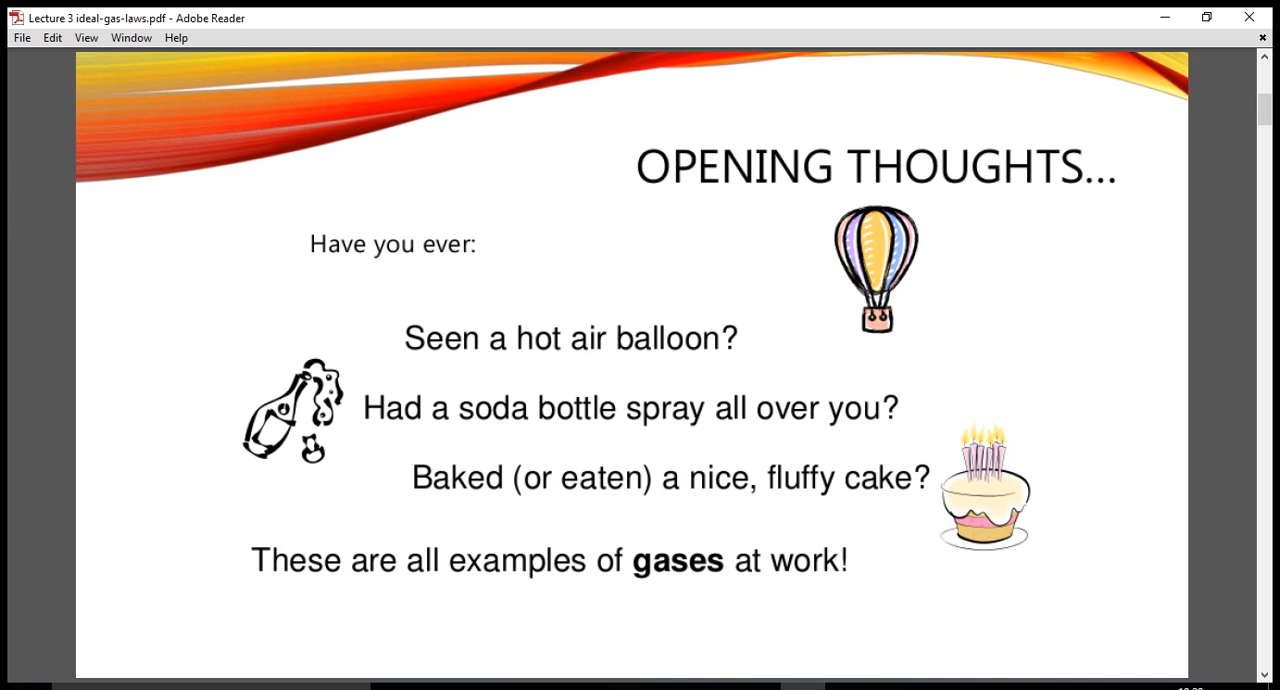 Lecture 3 ideal-gas-laws.pdf - Adobe Reader
File Edit View Window Help
OPENING THOUGHTS...
Have you ever:
Seen a hot air balloon?
Had a soda bottle spray all over you?
Baked (or eaten) a nice, fluffy cake?
These are all examples of gases at work!